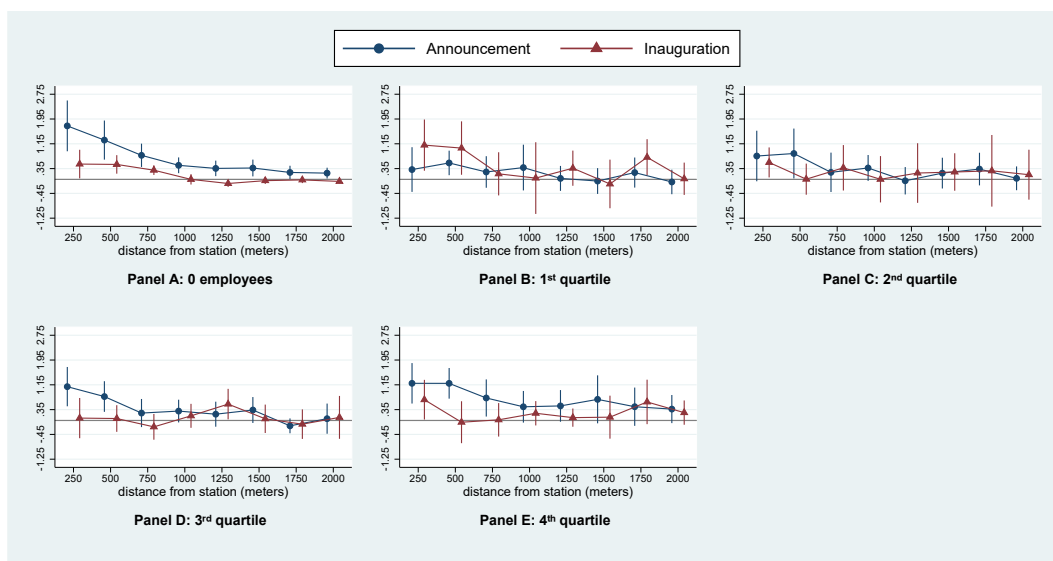 Announcement Inauguration
2.75 1.95 1.15 .35 -.45 -1.25
250 500 750 1000 1250 1500 1750 2000
distance from station (meters)
Panel A: 0 employees
2.75 1.95 1.15 .35 -.45 -1.25
250 500 750 1000 1250 1500 1750 2000
distance from station (meters)
Panel B: 1st quartile
2.75 1.95 1.15 .35 -.45 -1.25
250 500 750 1000 1250 1500 1750 2000
distance from station (meters)
Panel C: 2nd quartile
2.75 1.95 1.15 .35 -.45 -1.25
250 500 750 1000 1250 1500 1750 2000
distance from station (meters)
Panel D: 3rd quartile
2.75 1.95 1.15 .35 -.45 -1.25
250 500 750 1000 1250 1500 1750 2000
distance from station (meters)
Panel E: 4th quartile